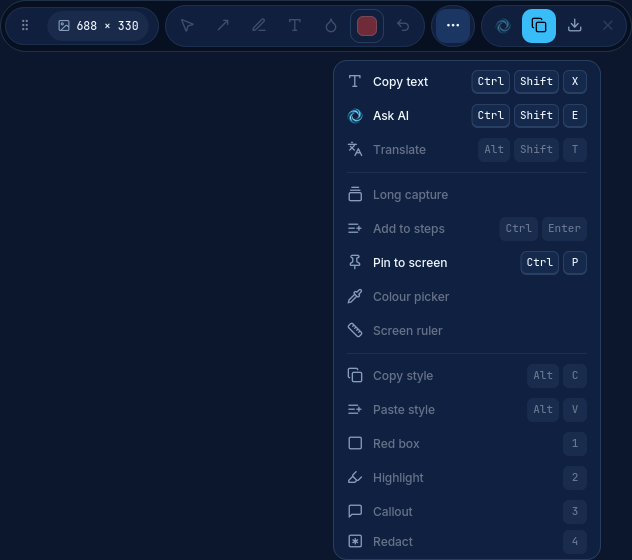 688 × 330
Copy text Ctrl Shift X
Ask AI Ctrl Shift E
Translate Alt Shift T
Long capture
Add to steps Ctrl Enter
Pin to screen Ctrl P
Colour picker
Screen ruler
Copy style Alt C
Paste style Alt V
Red box 1
Highlight 2
Callout 3
Redact 4